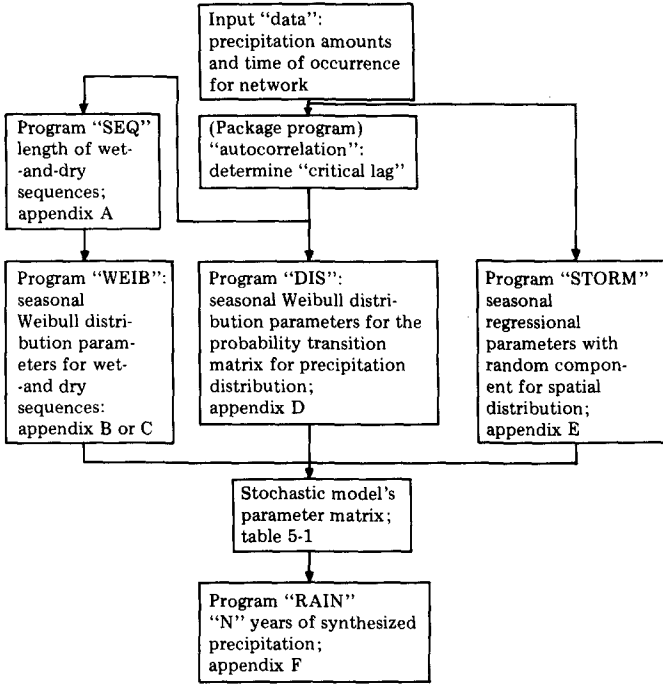 Input “data”:
precipitation amounts
and time of occurrence
for network
Program “SEQ”
length of wet-
-and-dry
sequences;
appendix A
(Package program)
“autocorrelation”:
determine “critical lag”
Program “WEIB”:
seasonal
Weibull distri-
bution param-
eters for wet-
-and dry
sequences:
appendix B or C
Program “DIS”:
seasonal Weibull distri-
bution parameters for the
probability transition
matrix for precipitation
distribution;
appendix D
Program “STORM”
seasonal
regressional
parameters with
random compon-
ent for spatial
distribution;
appendix E
Stochastic model’s
parameter matrix;
table 5-1
Program “RAIN”
“N” years of synthesized
precipitation;
appendix F